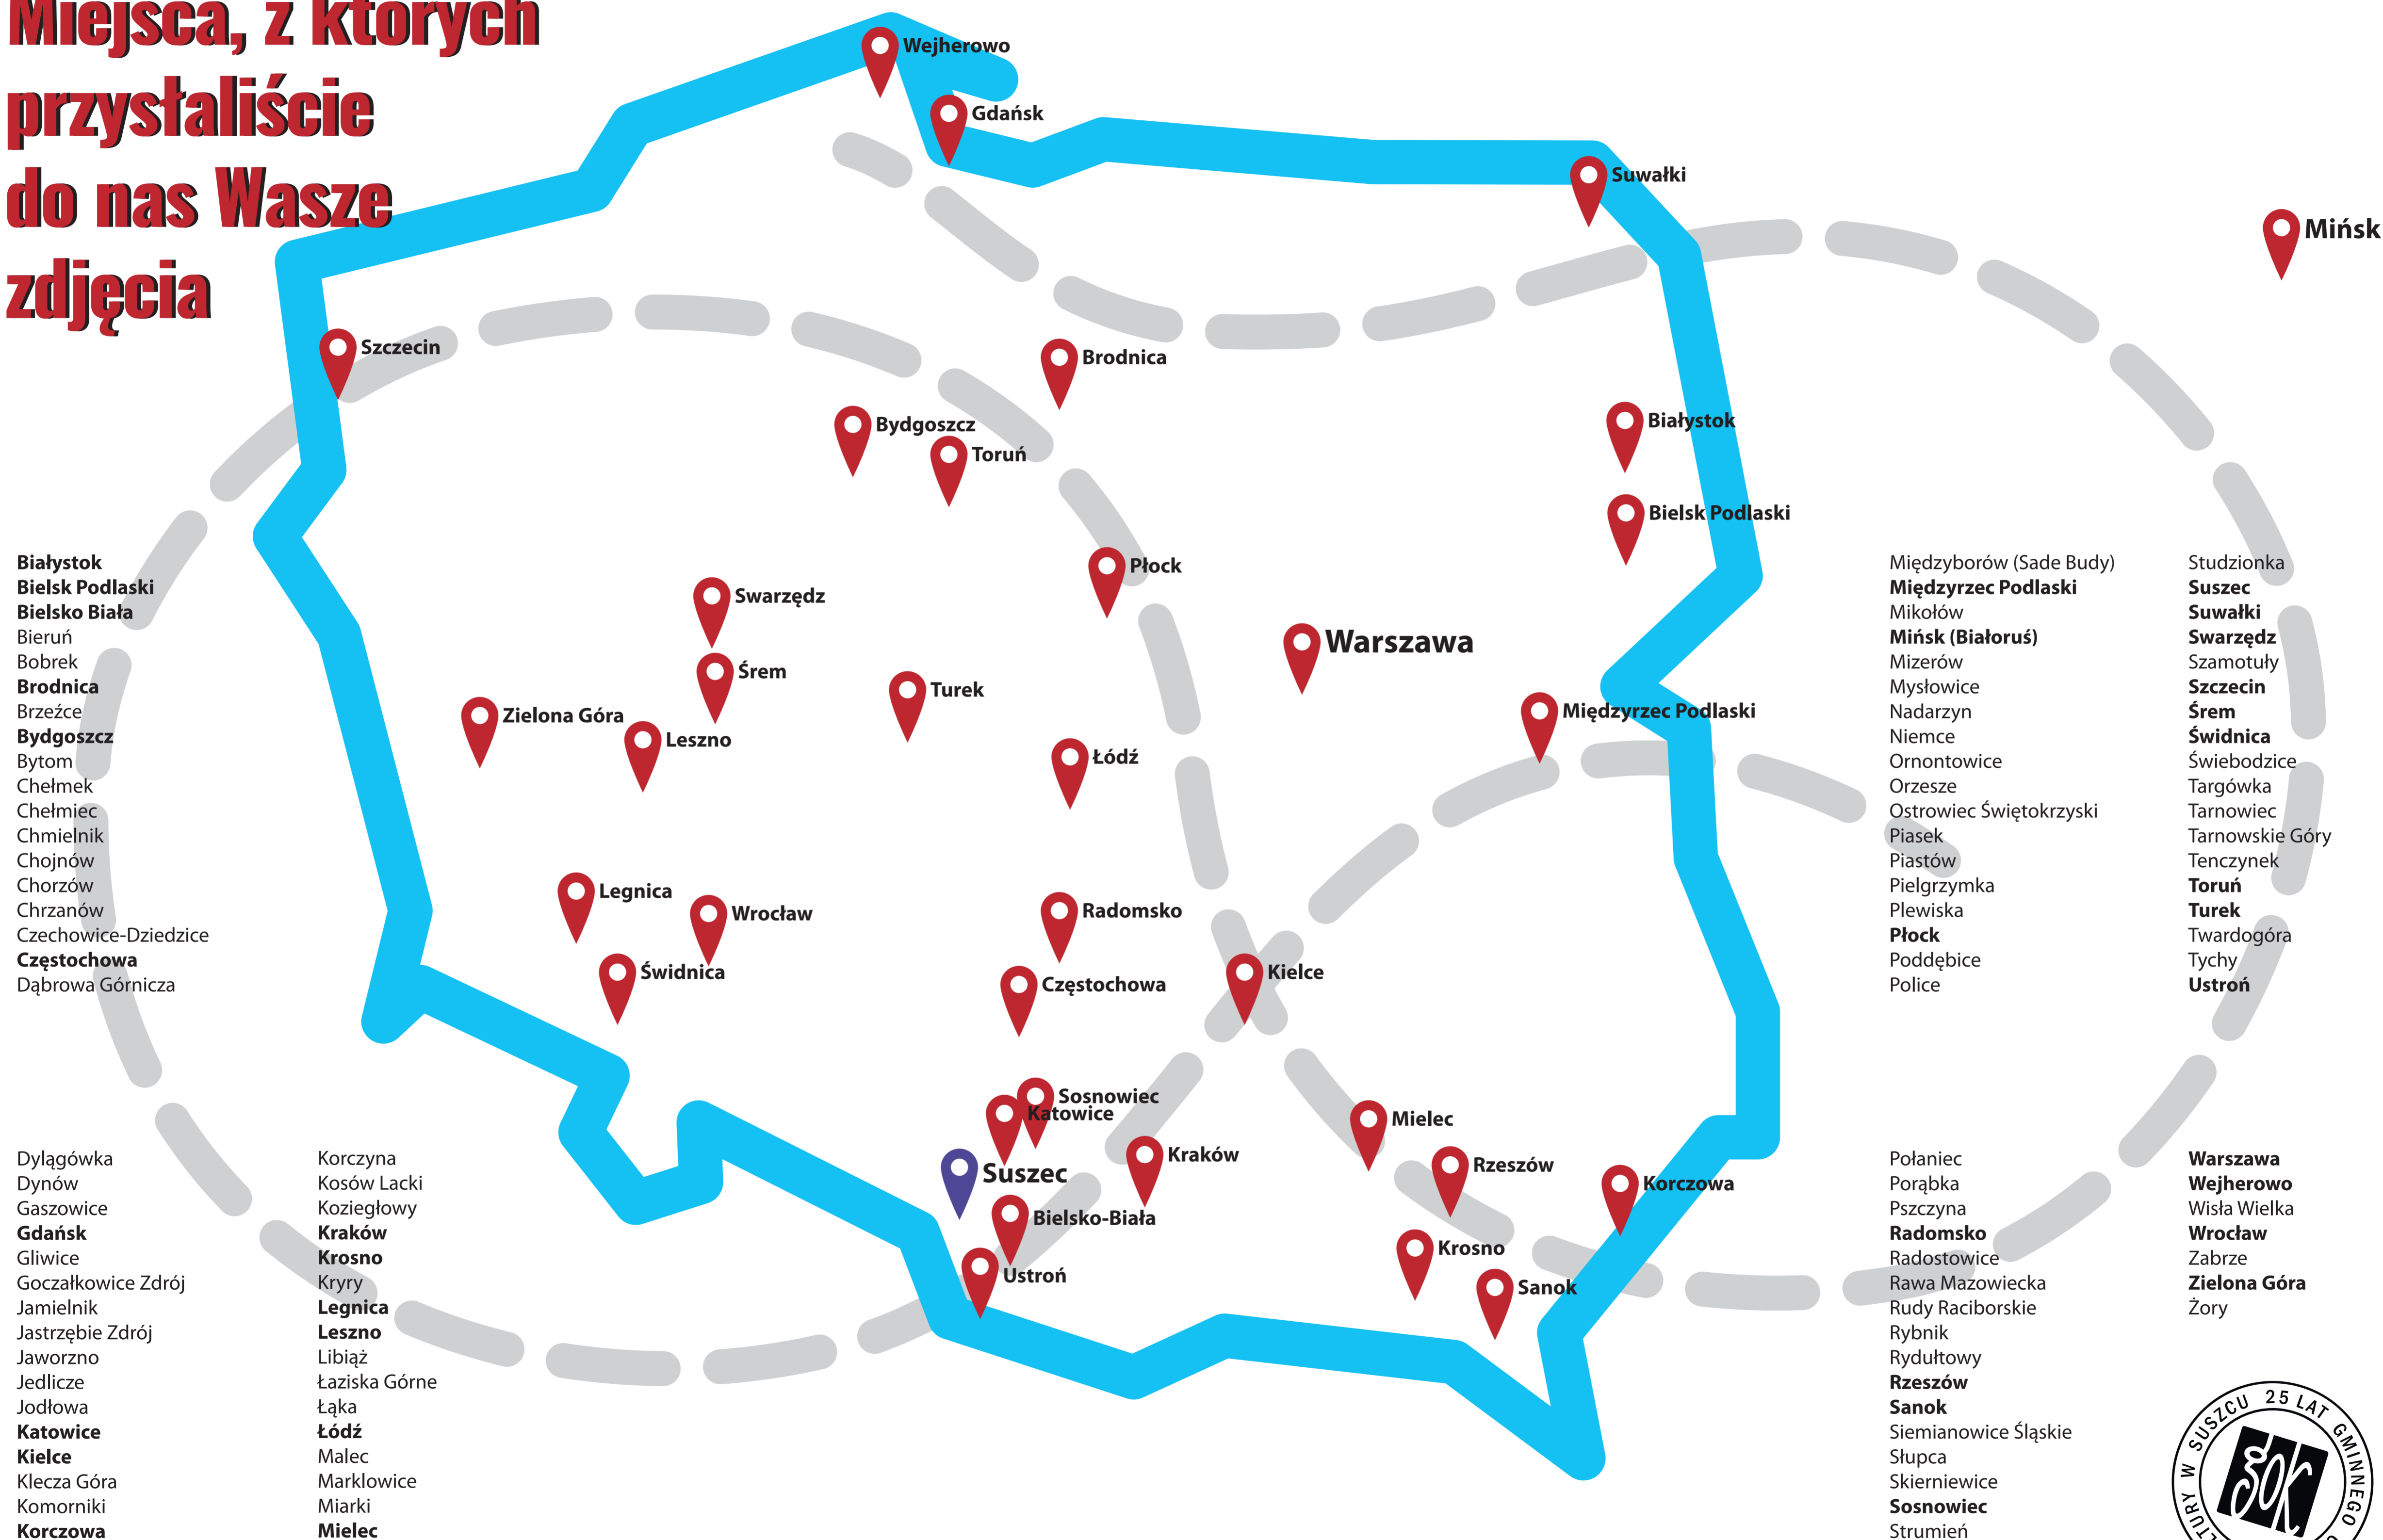 Miejsca, z których
przysłaliście
do nas Wasze
zdjęcia
Wejherowo
Gdańsk
Suwałki
Mińsk
Szczecin
Brodnica
Bydgoszcz
Toruń
Białystok
Bielsk Podlaski
Płock
Swarzędz
Warszawa
Śrem
Turek
Zielona Góra
Leszno
Międzyrzec Podlaski
Łódź
Legnica
Wrocław
Radomsko
Świdnica
Częstochowa
Kielce
Sosnowiec
Katowice
Mielec
Suszec
Kraków
Rzeszów
Korczowa
Bielsko-Biała
Krosno
Ustroń
Sanok
Białystok
Bielsk Podlaski
Bielsko Biała
Bieruń
Bobrek
Brodnica
Brzeźce
Bydgoszcz
Bytom
Chełmek
Chełmiec
Chmielnik
Chojnów
Chorzów
Chrzanów
Czechowice-Dziedzice
Częstochowa
Dąbrowa Górnicza
Dylągówka
Dynów
Gaszowice
Gdańsk
Gliwice
Goczałkowice Zdrój
Jamielnik
Jastrzębie Zdrój
Jaworzno
Jedlicze
Jodłowa
Katowice
Kielce
Klecza Góra
Komorniki
Korczowa
Korczyna
Kosów Lacki
Koziegłowy
Kraków
Krosno
Kryry
Legnica
Leszno
Libiąż
Łaziska Górne
Łąka
Łódź
Malec
Marklowice
Miarki
Mielec
Międzyborów (Sade Budy)
Międzyrzec Podlaski
Mikołów
Mińsk (Białoruś)
Mizerów
Mysłowice
Nadarzyn
Niemce
Ornontowice
Orzesze
Ostrowiec Świętokrzyski
Piasek
Piastów
Pielgrzymka
Plewiska
Płock
Poddębice
Police
Studzionka
Suszec
Suwałki
Swarzędz
Szamotuły
Szczecin
Śrem
Świdnica
Świebodzice
Targówka
Tarnowiec
Tarnowskie Góry
Tenczynek
Toruń
Turek
Twardogóra
Tychy
Ustroń
Połaniec
Porąbka
Pszczyna
Radomsko
Radostowice
Rawa Mazowiecka
Rudy Raciborskie
Rybnik
Rydułtowy
Rzeszów
Sanok
Siemianowice Śląskie
Słupca
Skierniewice
Sosnowiec
Strumień
Warszawa
Wejherowo
Wisła Wielka
Wrocław
Zabrze
Zielona Góra
Żory
W SUSZCU 25 LAT GMINNEGO
gok